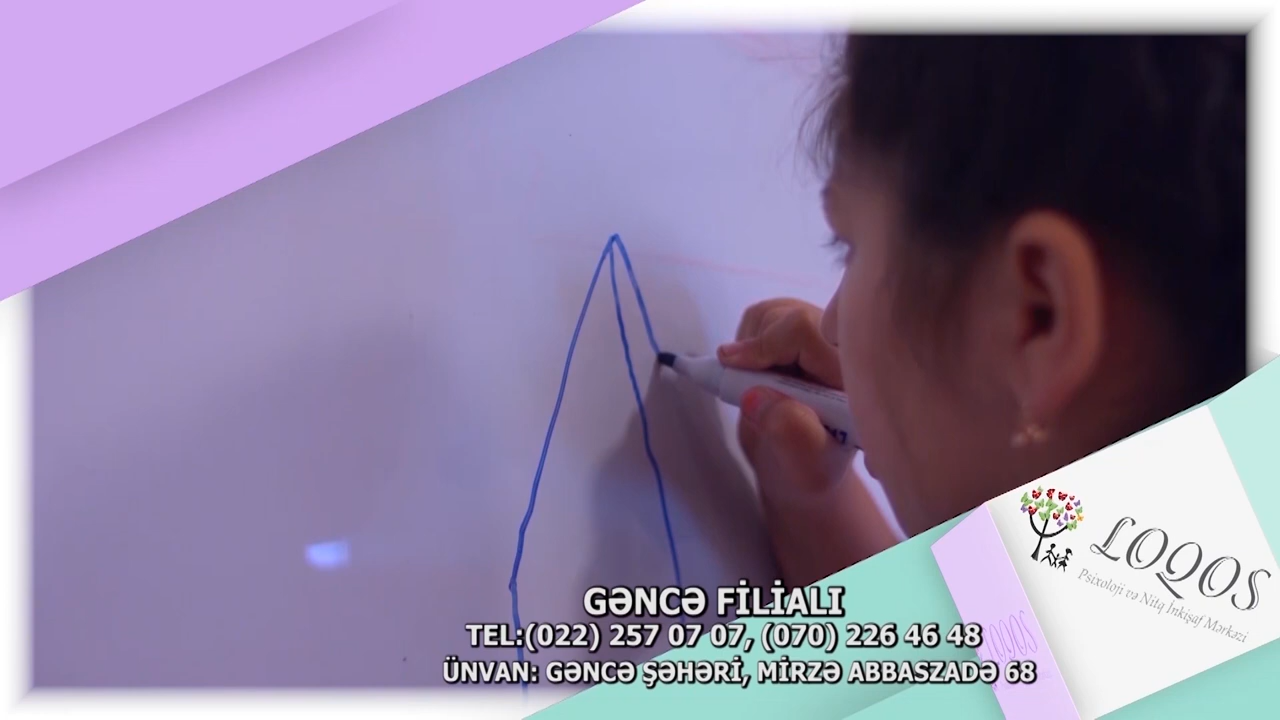 LOQOS
Psixoloji və Nitq İnkişaf Mərkəzi
LOQOS
GƏNCƏ FİLİALI
TEL:(022) 257 07 07, (070) 226 46 48
ÜNVAN: GƏNCƏ ŞƏHƏRİ, MİRZƏ ABBASZADƏ 68